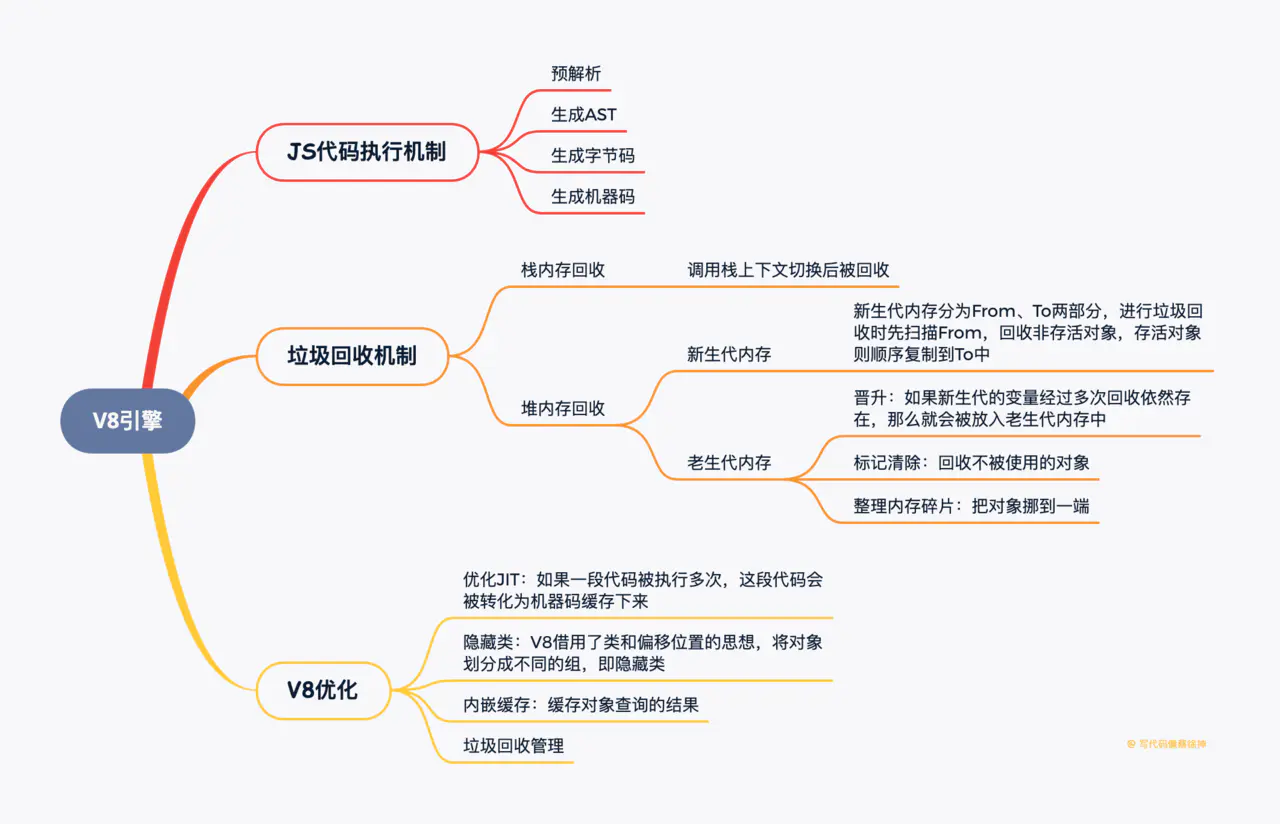 预解析
生成AST
JS代码执行机制
生成字节码
生成机器码
栈内存回收
调用栈上下文切换后被回收
新生代内存分为From、To两部分，进行垃圾回
收时先扫描From，回收非存活对象，存活对象
则顺序复制到To中
新生代内存
垃圾回收机制
晋升：如果新生代的变量经过多次回收依然存
在，那么就会被放入老生代内存中
堆内存回收
V8引擎
老生代内存
标记清除：回收不被使用的对象
整理内存碎片：把对象挪到一端
优化JIT：如果一段代码被执行多次，这段代码会
被转化为机器码缓存下来
隐藏类：V8借用了类和偏移位置的思想，将对象
划分成不同的组，即隐藏类
V8优化
内嵌缓存：缓存对象查询的结果
垃圾回收管理
@ 写代码像蔡徐坤